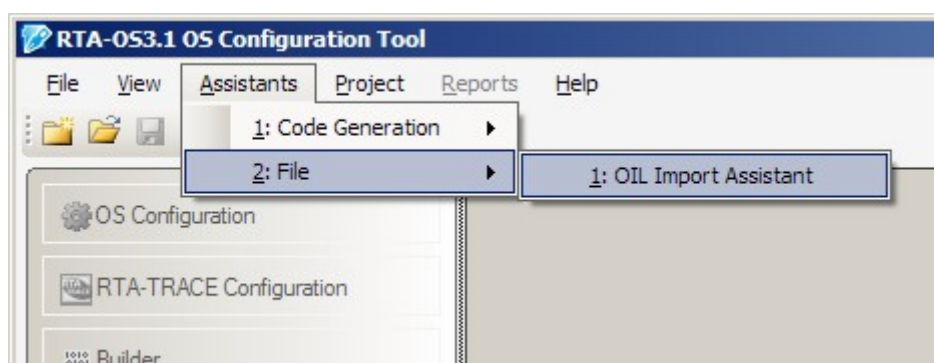 RTA-OS3.1 OS Configuration Tool
File View Assistants Project Reports Help
1: Code Generation
2: File
1: OIL Import Assistant
OS Configuration
RTA-TRACE Configuration
Builder